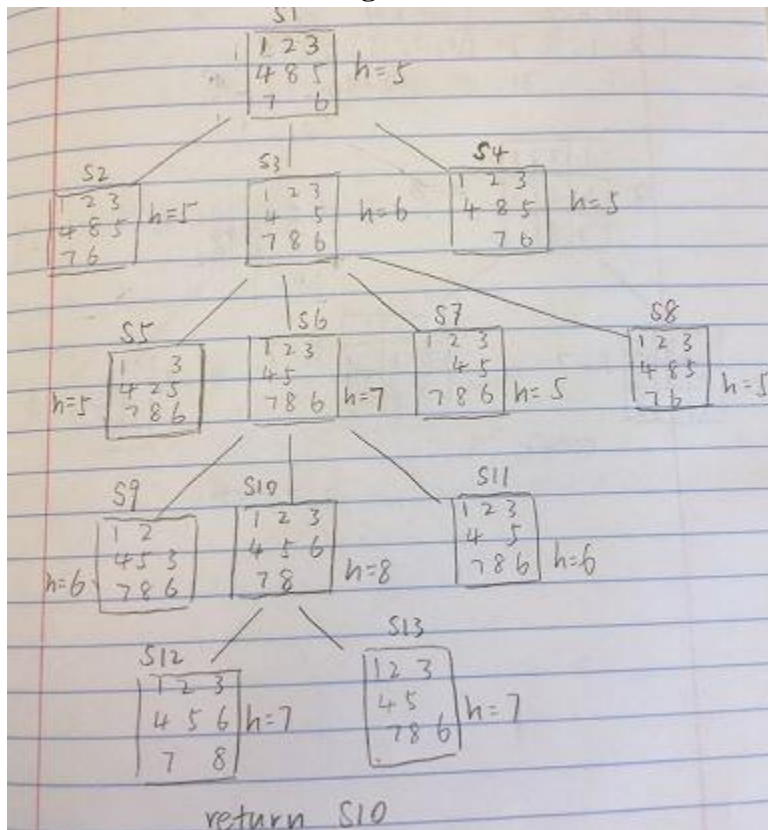 S1
1 2 3
4 8 5 h=5
7 6
S2 S3 S4
1 2 3 1 2 3 1 2 3
4 8 5 h=5 4 5 h=6 4 8 5 h=5
7 6 7 8 6 7 6
S5 S6 S7 S8
1 3 1 2 3 1 2 3 1 2 3
4 2 5 4 5 4 5 4 8 5
h=5 7 8 6 7 8 6 h=7 7 8 6 h=5 7 6 h=5
S9 S10 S11
1 2 1 2 3 1 2 3
4 5 3 4 5 6 4 5
h=6 7 8 6 7 8 h=8 7 8 6 h=6
S12 S13
1 2 3 1 2 3
4 5 6 h=7 4 5 h=7
7 8 7 8 6
return S10